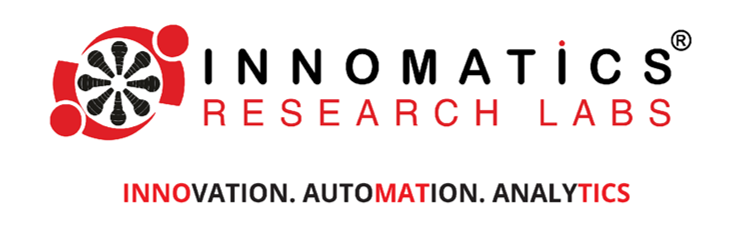 INNOMATiCS®
RESEARCH LABS
INNOVATION. AUTOMATION. ANALYTICS